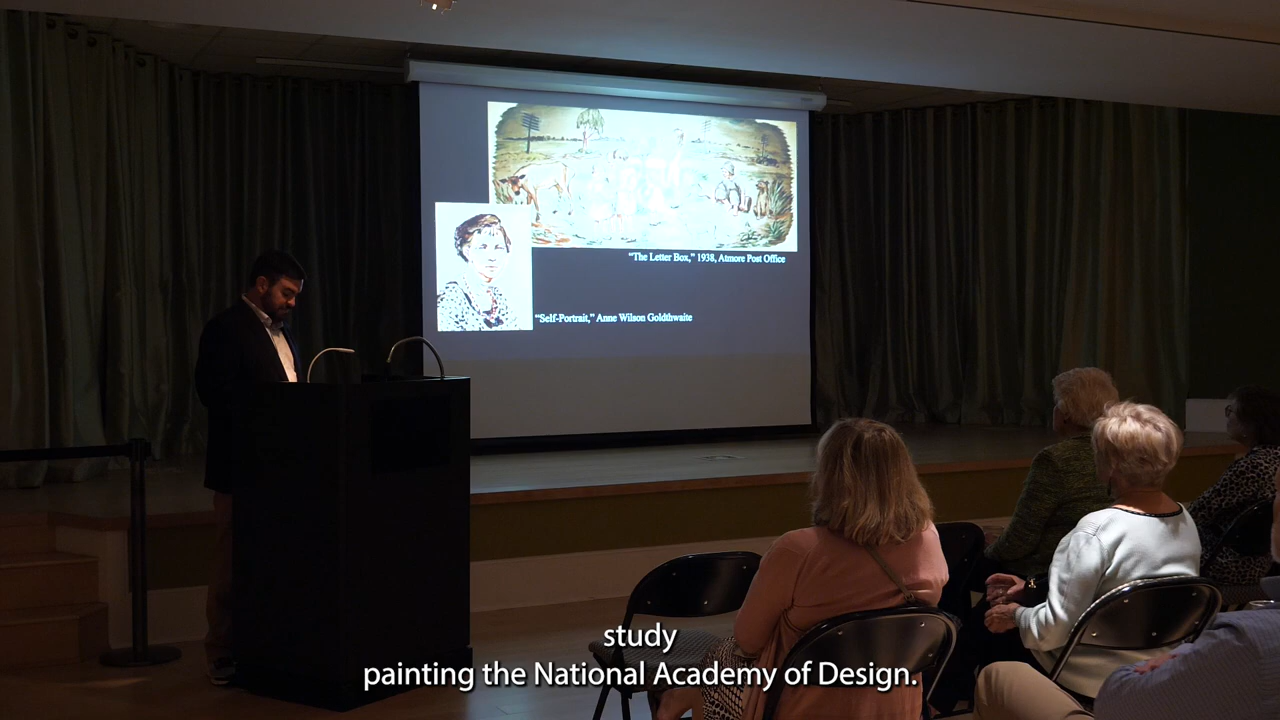 "The Letter Box," 1938, Atmore Post Office
"Self-Portrait," Anne Wilson Goldthwaite
study
painting the National Academy of Design.